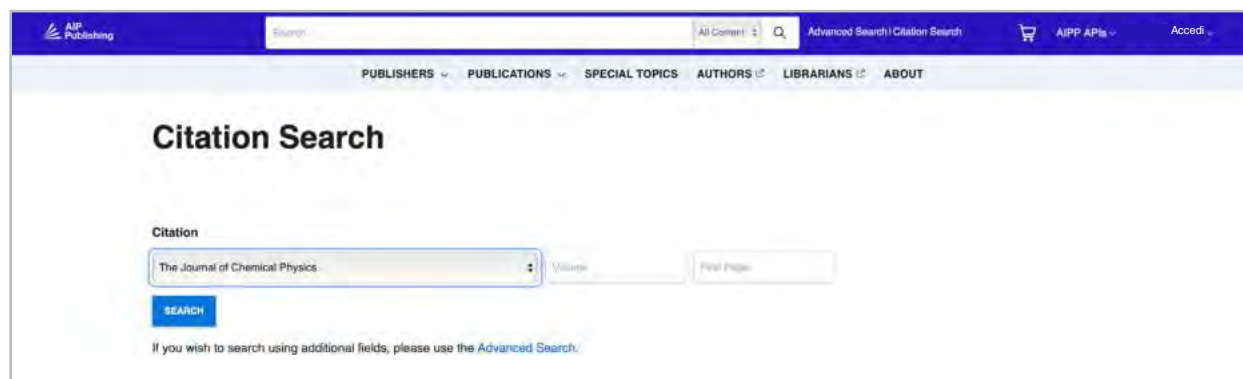 AIP
Publishing
Search
All Content
Advanced Search | Citation Search
AIPP APIs
Accedi
PUBLISHERS PUBLICATIONS SPECIAL TOPICS AUTHORS LIBRARIANS ABOUT
Citation Search
Citation
The Journal of Chemical Physics
Volume
First Page
SEARCH
If you wish to search using additional fields, please use the Advanced Search.